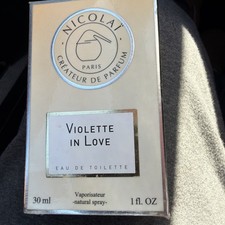 · NICOLAÏ ·
PARIS
CRÉATEUR DE PARFUM
VIOLETTE
IN LOVE
EAU DE TOILETTE
30 ml
Vaporisateur
-natural spray-
1 fl. OZ